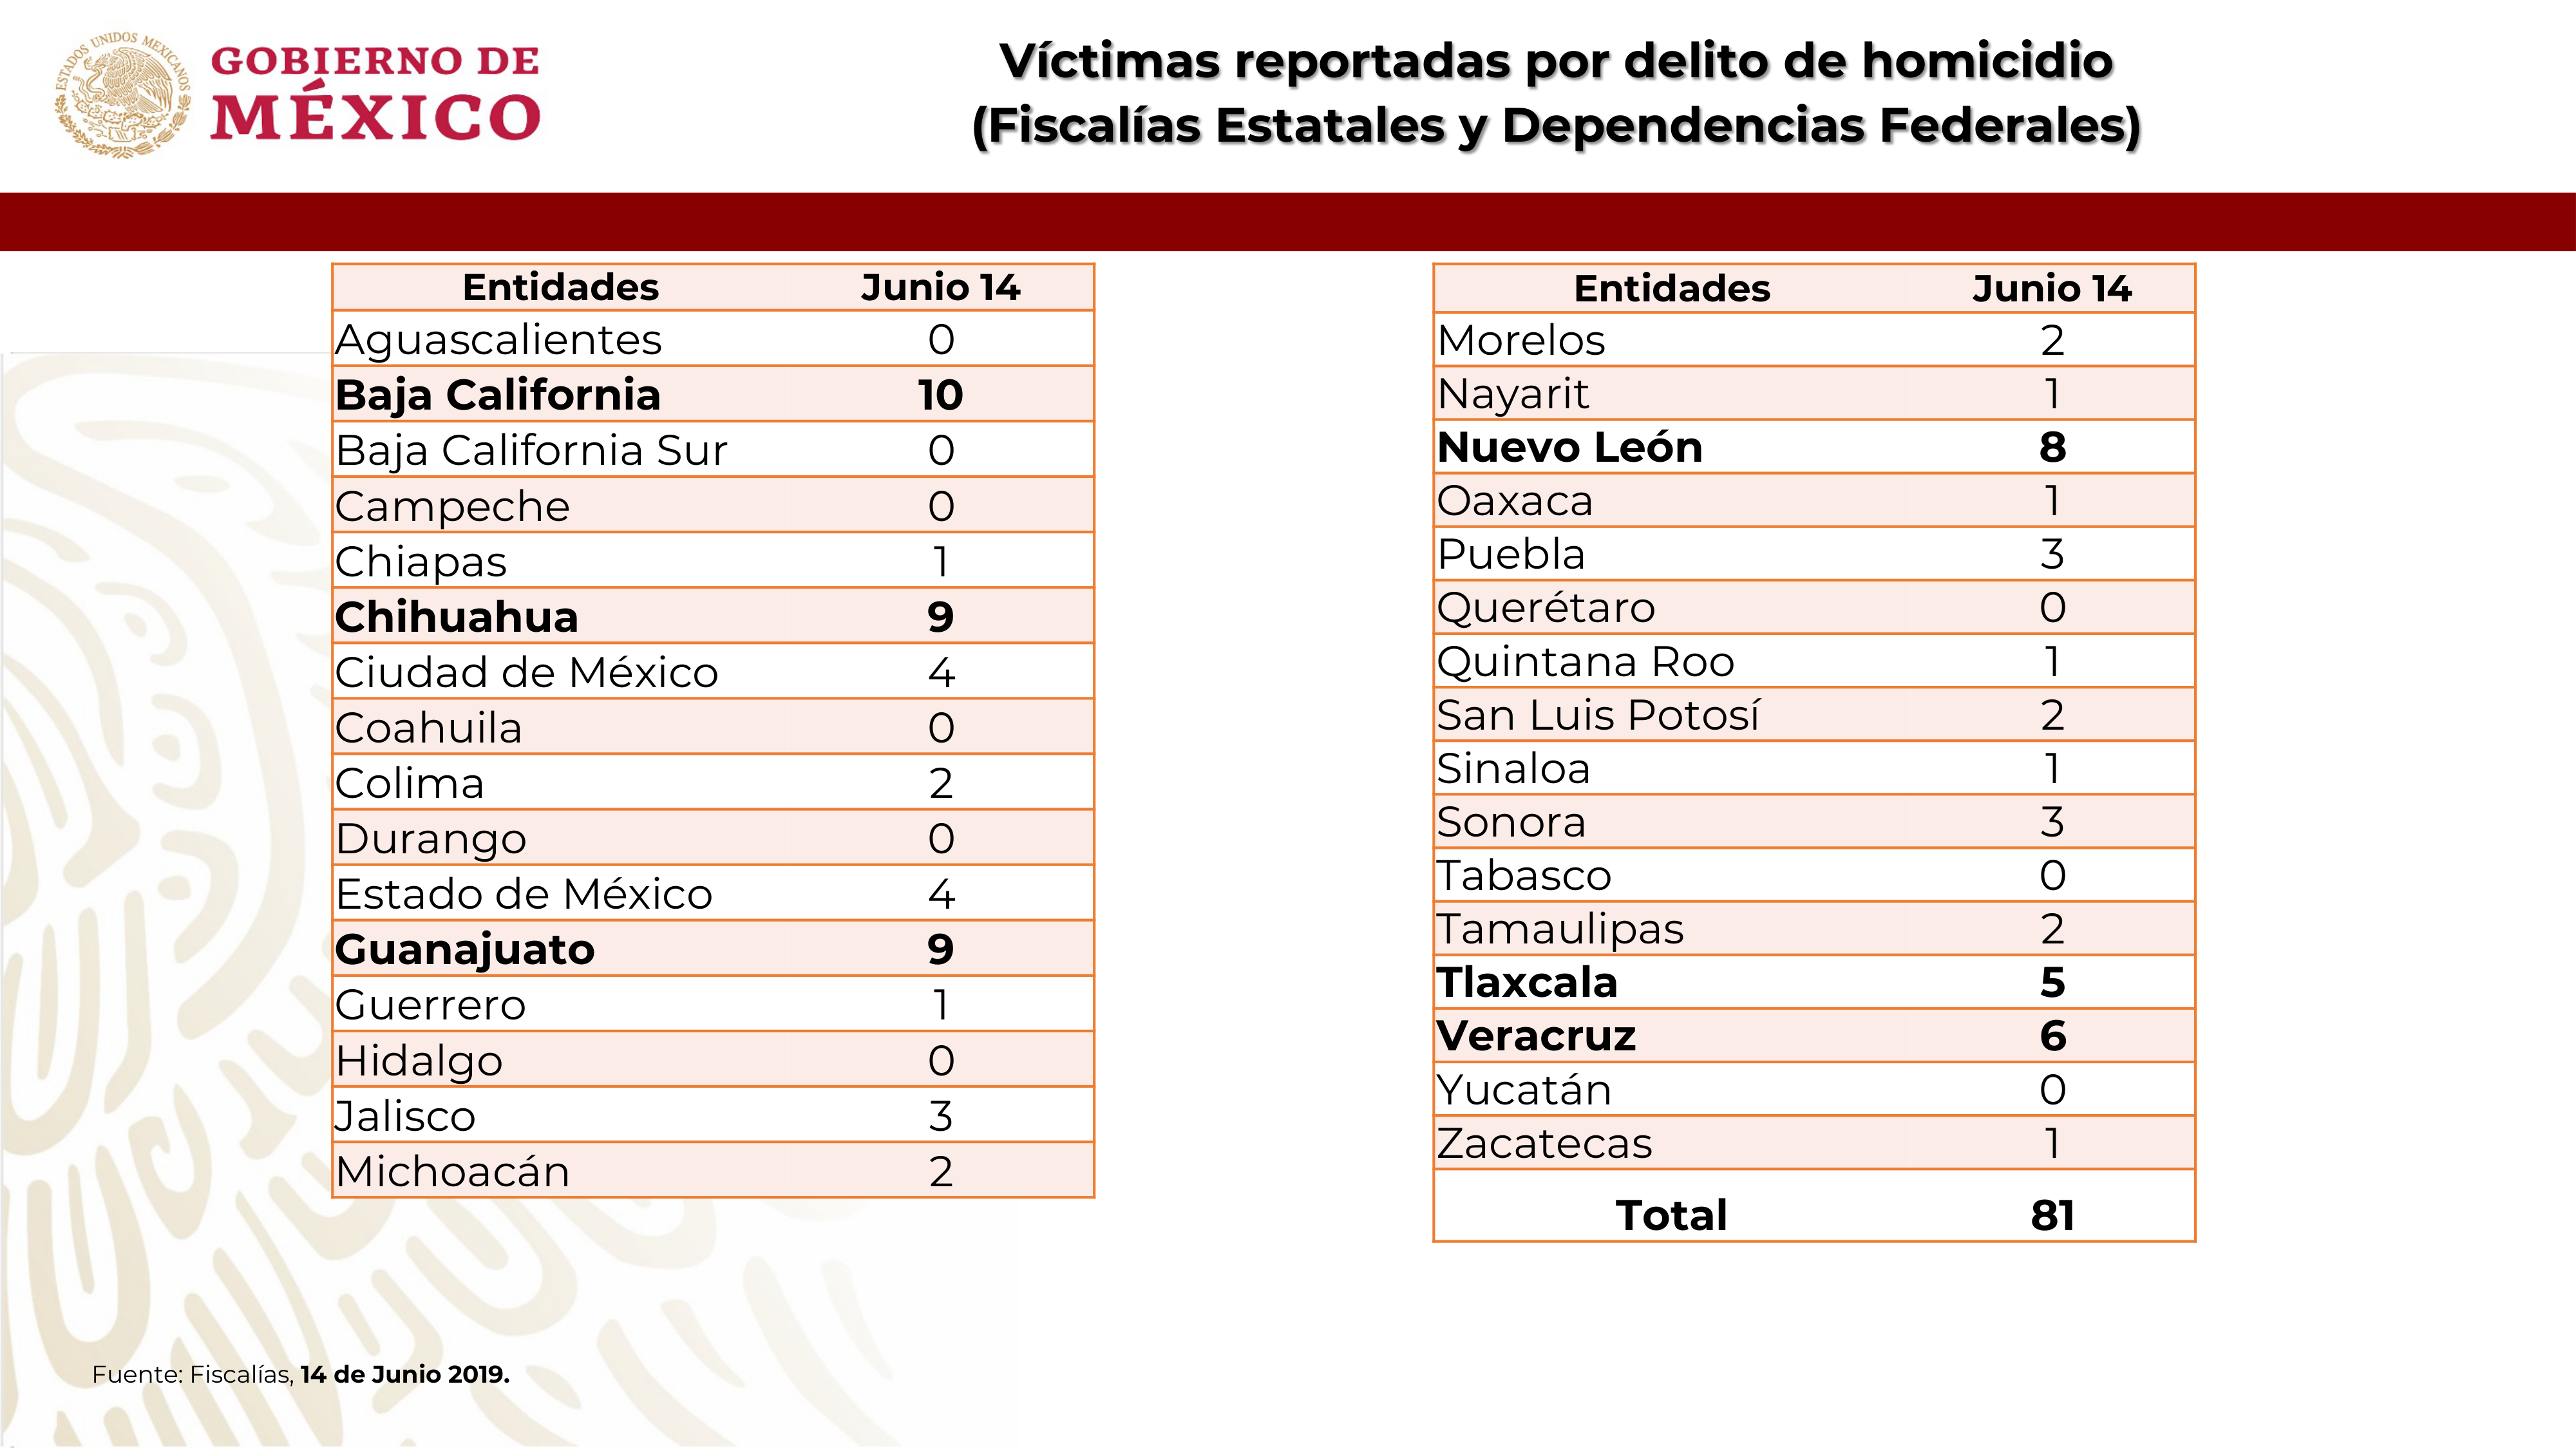 ESTADOS UNIDOS MEXICANOS
GOBIERNO DE
MÉXICO
Víctimas reportadas por delito de homicidio
(Fiscalías Estatales y Dependencias Federales)
Entidades Junio 14
Aguascalientes 0
Baja California 10
Baja California Sur 0
Campeche 0
Chiapas 1
Chihuahua 9
Ciudad de México 4
Coahuila 0
Colima 2
Durango 0
Estado de México 4
Guanajuato 9
Guerrero 1
Hidalgo 0
Jalisco 3
Michoacán 2
Entidades Junio 14
Morelos 2
Nayarit 1
Nuevo León 8
Oaxaca 1
Puebla 3
Querétaro 0
Quintana Roo 1
San Luis Potosí 2
Sinaloa 1
Sonora 3
Tabasco 0
Tamaulipas 2
Tlaxcala 5
Veracruz 6
Yucatán 0
Zacatecas 1
Total 81
Fuente: Fiscalías, 14 de Junio 2019.